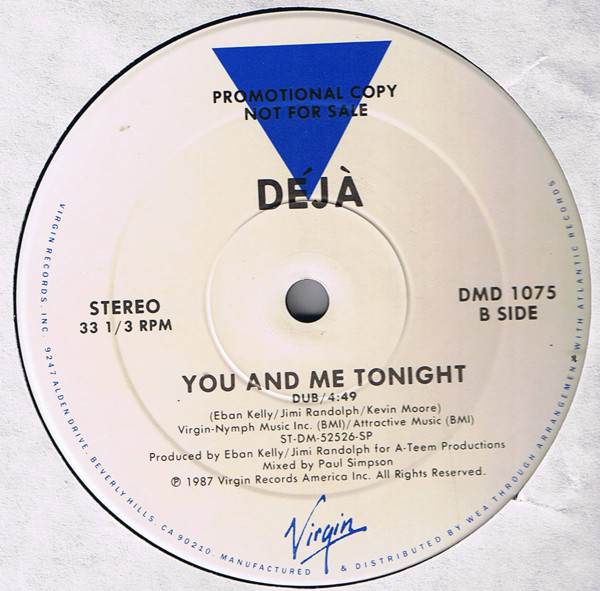 PROMOTIONAL COPY
NOT FOR SALE
DÉJÀ
STEREO
33 1/3 RPM
DMD 1075
B SIDE
YOU AND ME TONIGHT
DUB/4:49
(Eban Kelly/Jimi Randolph/Kevin Moore)
Virgin-Nymph Music Inc. (BMI)/Attractive Music (BMI)
ST-DM-52526-SP
Produced by Eban Kelly/Jimi Randolph for A-Teem Productions
Mixed by Paul Simpson
℗ 1987 Virgin Records America Inc. All Rights Reserved.
Virgin
VIRGIN RECORDS, INC. 9247 ALDEN DRIVE, BEVERLY HILLS, CA 90210. MANUFACTURED & DISTRIBUTED BY WEA THROUGH ARRANGEMENT WITH ATLANTIC RECORDS